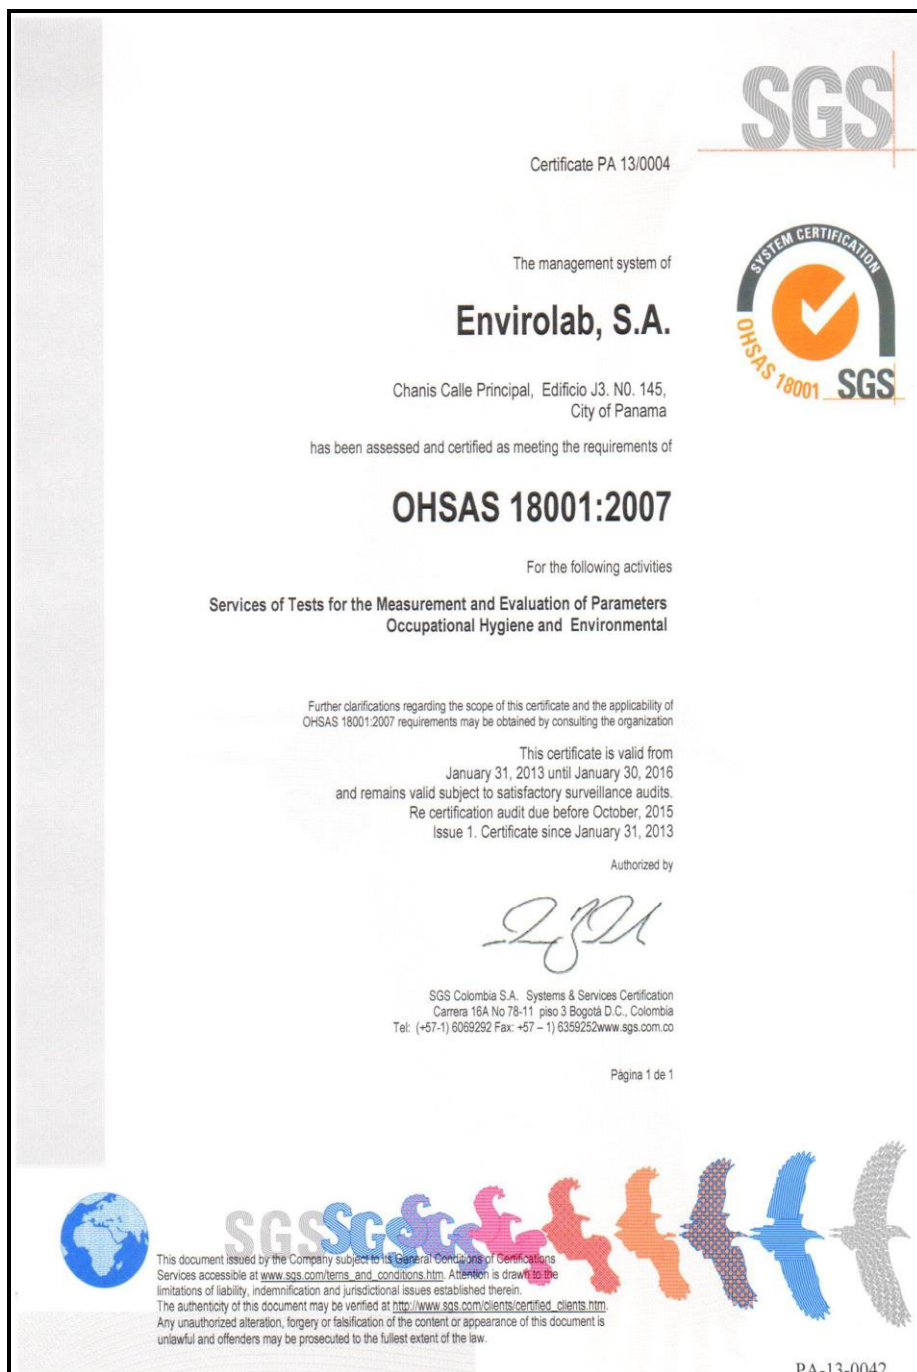 SGS
Certificate PA 13/0004
SYSTEM CERTIFICATION
OHSAS 18001
SGS
The management system of
Envirolab, S.A.
Chanis Calle Principal, Edificio J3. N0. 145,
City of Panama
has been assessed and certified as meeting the requirements of
OHSAS 18001:2007
For the following activities
Services of Tests for the Measurement and Evaluation of Parameters
Occupational Hygiene and Environmental
Further clarifications regarding the scope of this certificate and the applicability of
OHSAS 18001:2007 requirements may be obtained by consulting the organization
This certificate is valid from
January 31, 2013 until January 30, 2016
and remains valid subject to satisfactory surveillance audits.
Re certification audit due before October, 2015
Issue 1. Certificate since January 31, 2013
Authorized by
SGS Colombia S.A. Systems & Services Certification
Carrera 16A No 78-11 piso 3 Bogotá D.C., Colombia
Tel: (+57-1) 6069292 Fax: +57 – 1) 6359252www.sgs.com.co
Página 1 de 1
SGS SGS SGS
This document issued by the Company subject to its General Conditions of Certifications
Services accessible at www.sgs.com/terns_and_conditions.htm. Attention is drawn to the
limitations of liability, indemnification and jurisdictional issues established therein.
The authenticity of this document may be verified at http://www.sgs.com/clients/certified_clients.htm.
Any unauthorized alteration, forgery or falsification of the content or appearance of this document is
unlawful and offenders may be prosecuted to the fullest extent of the law.
PA-13-0042